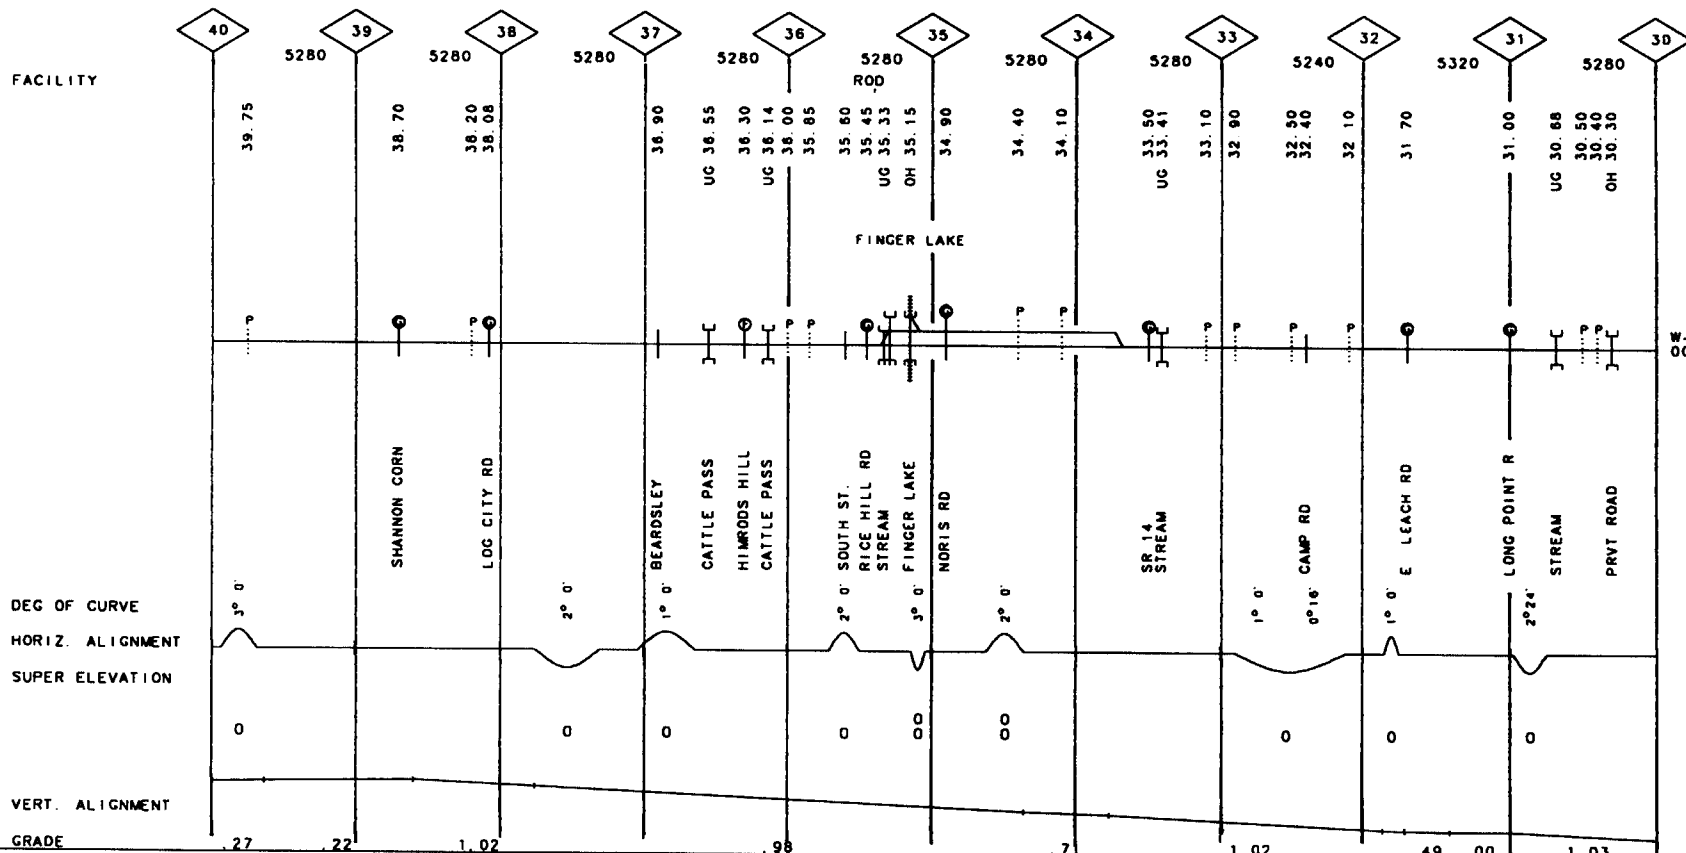 40 39 38 37 36 35 34 33 32 31 30
5280 5280 5280 5280 5280 5280 5280 5240 5320 5280
FACILITY
ROD
39.75 38.70 38.20 38.08 36.90 UG 36.55 36.30 UG 36.14 36.00 35.85 35.60 35.45 UG 35.33 OH 35.15 34.90 34.40 34.10 33.50 UG 33.41 33.10 32.90 32.50 32.40 32.10 31.70 31.00 UG 30.68 30.50 30.40 OH 30.30
FINGER LAKE
P G P G P P P G G P P G P P P P G G P P
W.
00
SHANNON CORN
LOG CITY RD
BEARDSLEY
CATTLE PASS
HIMRODS HILL
CATTLE PASS
SOUTH ST.
RICE HILL RD
STREAM
FINGER LAKE
NORIS RD
SR 14
STREAM
CAMP RD
E LEACH RD
LONG POINT R
STREAM
PRVT ROAD
DEG OF CURVE
3° 0' 2° 0' 1° 0' 2° 0' 3° 0' 2° 0' 1° 0' 0°16' 1° 0' 2°24'
HORIZ. ALIGNMENT
SUPER ELEVATION
0 0 0 0 0 0 0 0 0 0 0
VERT. ALIGNMENT
GRADE
.27 .22 1.02 .98 .71 1.02 .49 .00 1.03